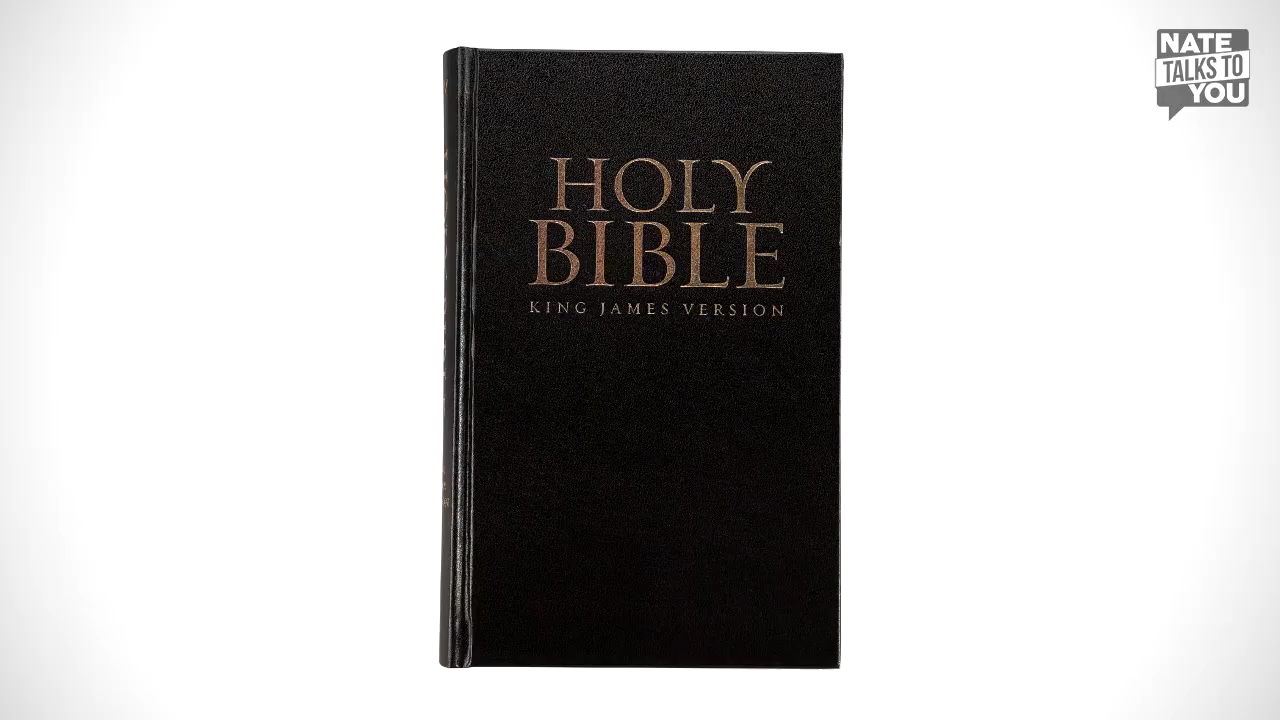 HOLY
BIBLE
KING JAMES VERSION
NATE
TALKS TO
YOU